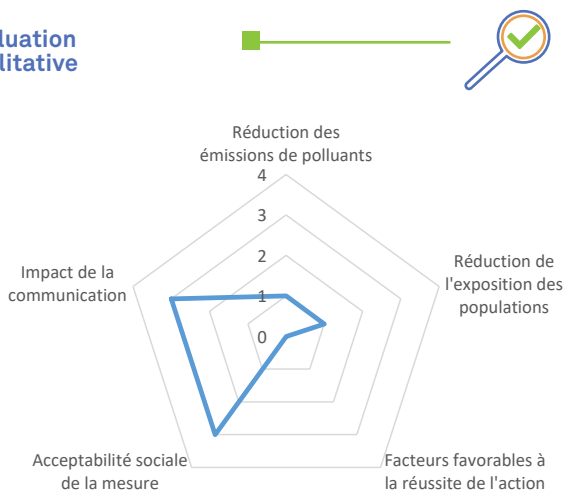 luation
litative
Réduction des
émissions de polluants
4
3
2
1
0
Réduction de
l'exposition des
populations
Impact de la
communication
Acceptabilité sociale
de la mesure
Facteurs favorables à
la réussite de l'action